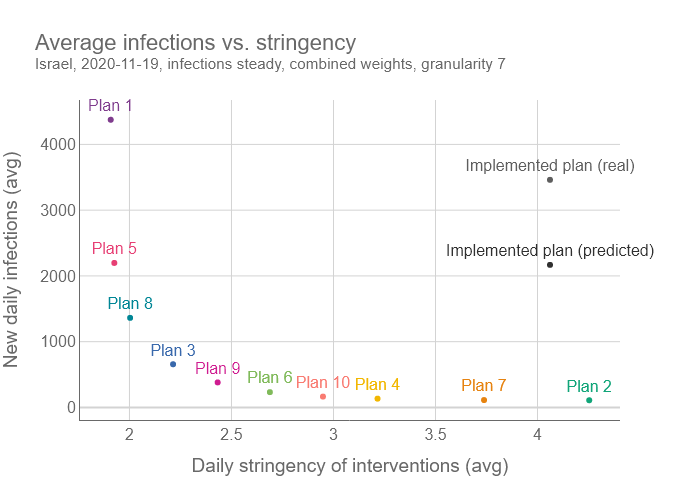 Average infections vs. stringency
Israel, 2020-11-19, infections steady, combined weights, granularity 7
Plan 1
4000
Implemented plan (real)
3000
Plan 5
Implemented plan (predicted)
2000
Plan 8
1000
Plan 3
Plan 9
Plan 6
Plan 10
Plan 4
Plan 7
Plan 2
0
2
2.5
3
3.5
4
Daily stringency of interventions (avg)
New daily infections (avg)